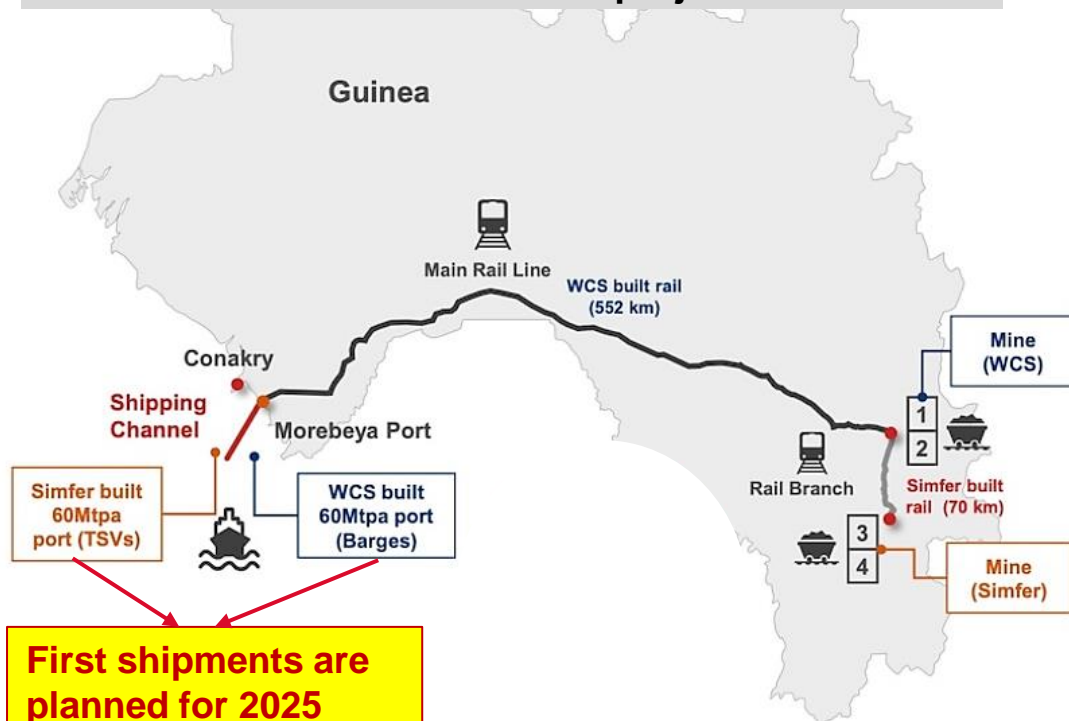 Guinea
Main Rail Line
WCS built rail
(552 km)
Mine
(WCS)
Conakry
Shipping
Channel
Morebeya Port
1
2
Rail Branch
Simfer built
rail (70 km)
Simfer built
60Mtpa
port (TSVs)
WCS built
60Mtpa port
(Barges)
3
4
Mine
(Simfer)
First shipments are
planned for 2025